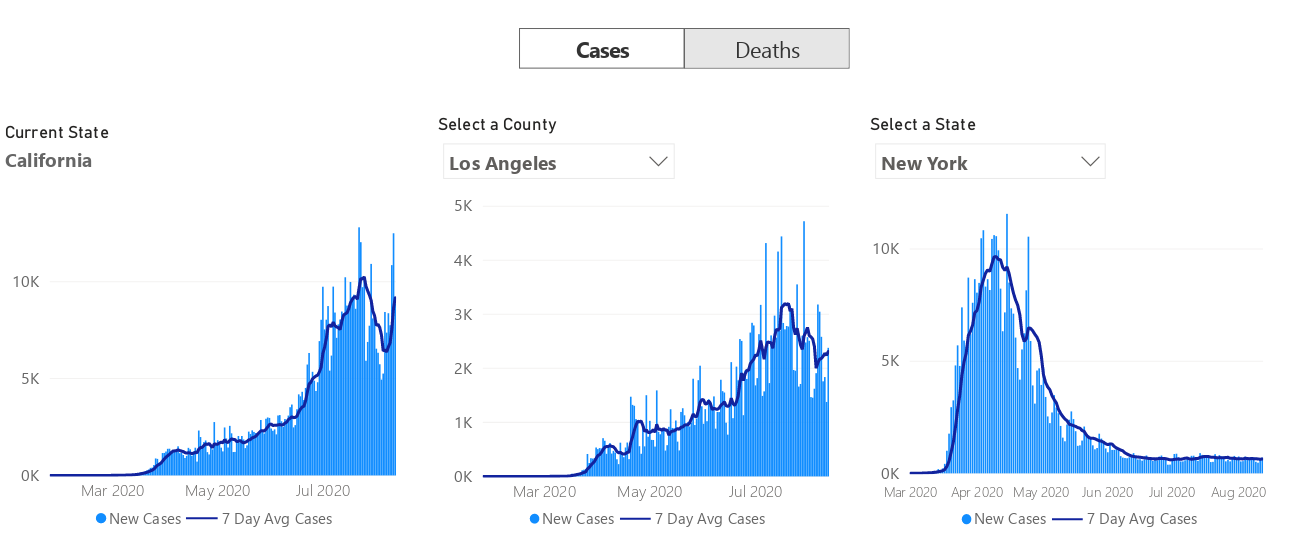 Cases Deaths
Current State
California
Select a County
Los Angeles
Select a State
New York
10K
5K
0K
Mar 2020 May 2020 Jul 2020
New Cases 7 Day Avg Cases
5K
4K
3K
2K
1K
0K
Mar 2020 May 2020 Jul 2020
New Cases 7 Day Avg Cases
10K
5K
0K
Mar 2020 Apr 2020 May 2020 Jun 2020 Jul 2020 Aug 2020
New Cases 7 Day Avg Cases